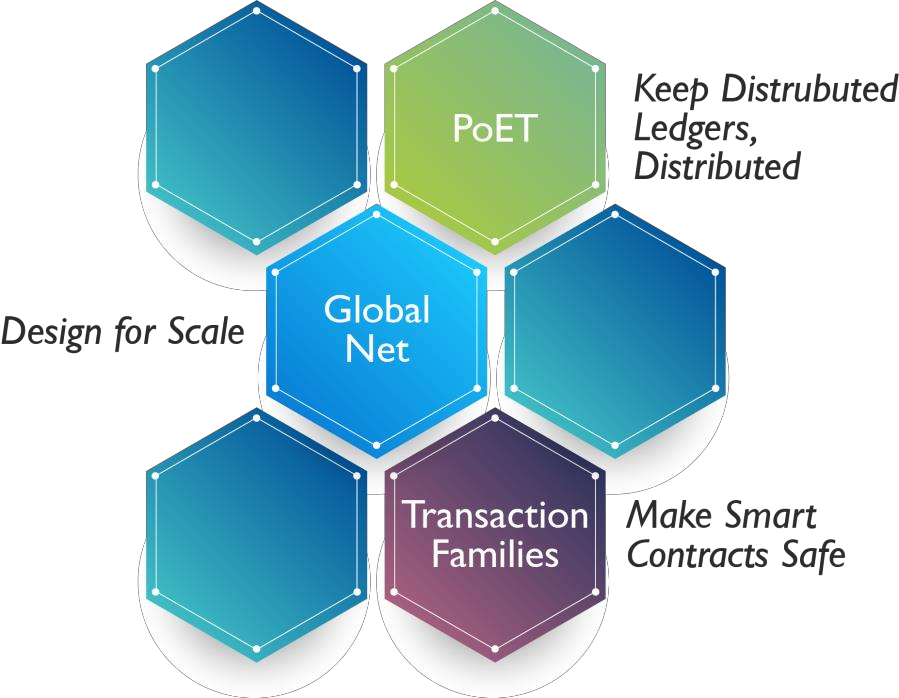 PoET
Keep Distrubuted
Ledgers,
Distributed
Global
Net
Design for Scale
Transaction
Families
Make Smart
Contracts Safe